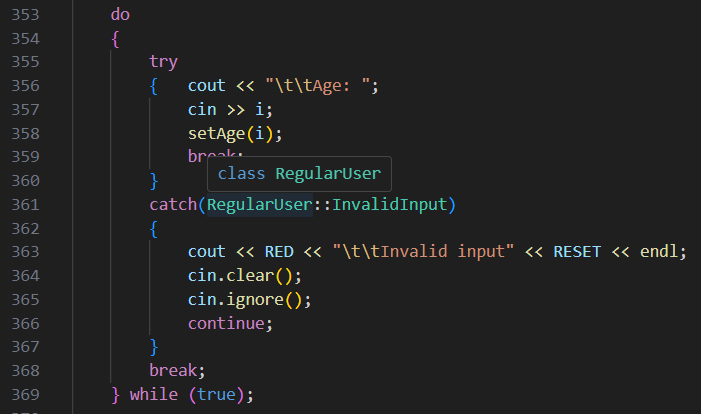 353 do
354 {
355 try
356 { cout << "\t\tAge: ";
357 cin >> i;
358 setAge(i);
359 break;
class RegularUser
360 }
361 catch(RegularUser::InvalidInput)
362 {
363 cout << RED << "\t\tInvalid input" << RESET << endl;
364 cin.clear();
365 cin.ignore();
366 continue;
367 }
368 break;
369 } while (true);